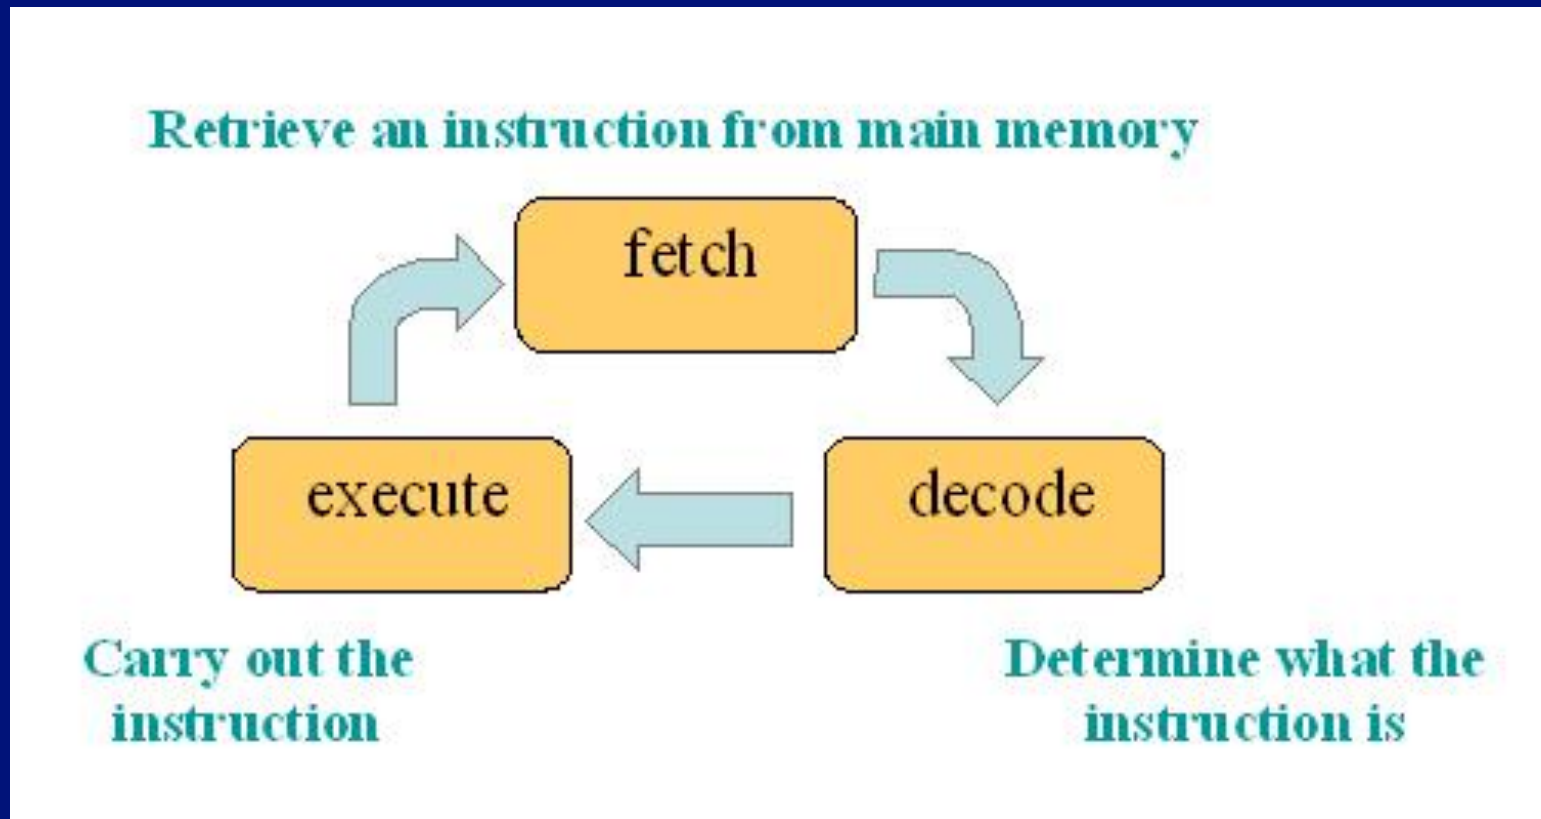 Retrieve an instruction from main memory
fetch
execute
decode
Carry out the
instruction
Determine what the
instruction is